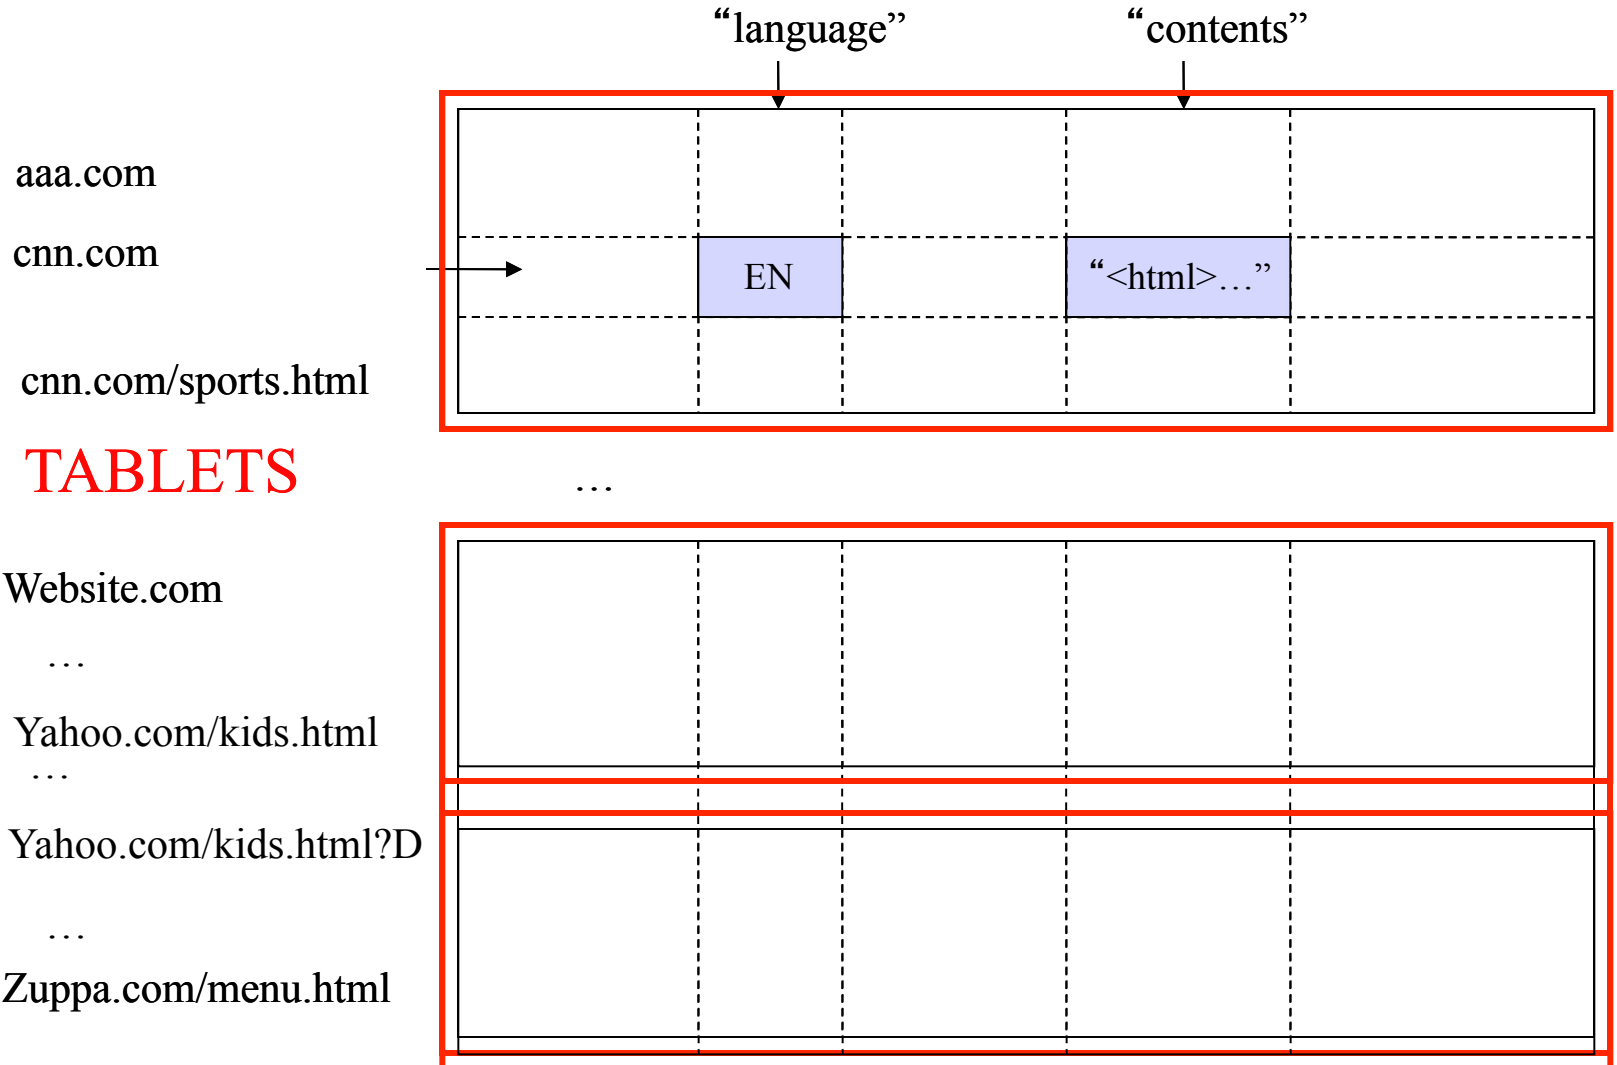 “language” “contents”
aaa.com
cnn.com
EN “<html>…”
cnn.com/sports.html
TABLETS …
Website.com
…
Yahoo.com/kids.html
…
Yahoo.com/kids.html?D
…
Zuppa.com/menu.html